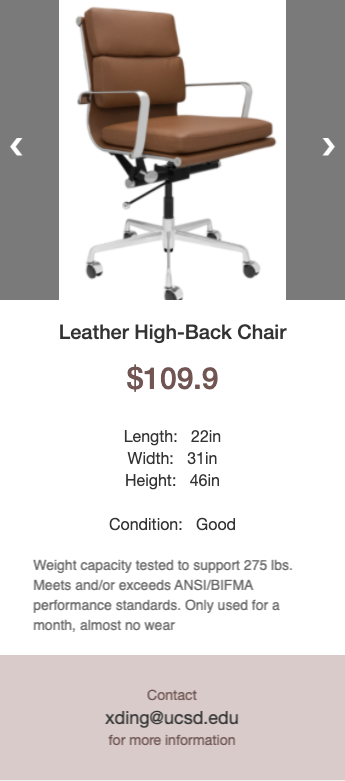 Leather High-Back Chair
$109.9
Length: 22in
Width: 31in
Height: 46in
Condition: Good
Weight capacity tested to support 275 lbs.
Meets and/or exceeds ANSI/BIFMA
performance standards. Only used for a
month, almost no wear
Contact
xding@ucsd.edu
for more information